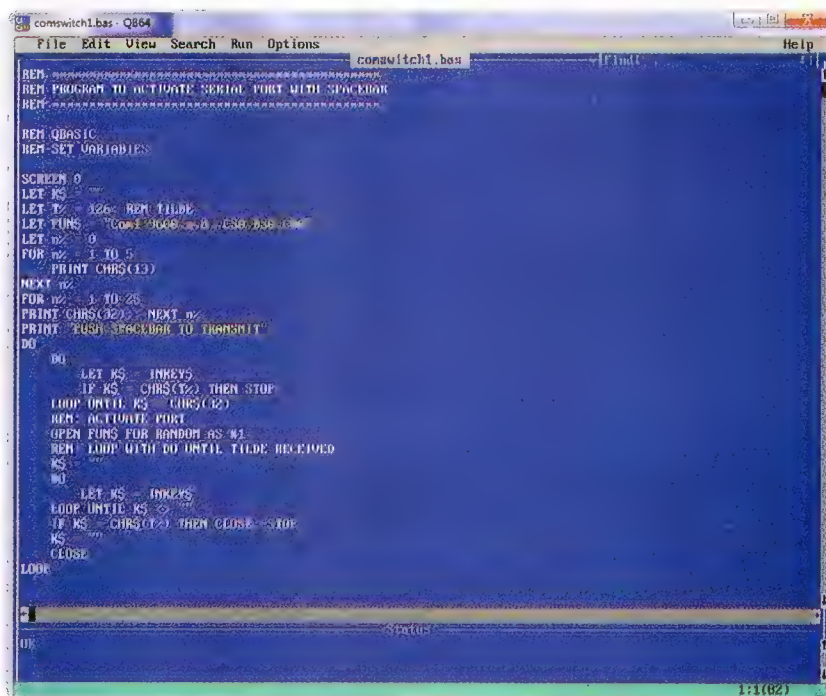 comswitch1.bas - QB64
File Edit View Search Run Options Help
comswitch1.bas
REM
REM PROGRAM TO ACTIVATE SERIAL PORT WITH SPACEBAR
REM
REM QBASIC
REM SET VARIABLES
SCREEN 0
LET K$ = ""
LET T% = 126: REM TILDE
LET FUN$ =
LET n% = 0
FOR n% = 1 TO 5
PRINT CHR$(13)
NEXT n%
FOR n% = 1 TO 25
PRINT CHR$(32); : NEXT n%
PRINT "PUSH SPACEBAR TO TRANSMIT"
DO
DO
LET K$ = INKEY$
IF K$ = CHR$(T%) THEN STOP
LOOP UNTIL K$ = CHR$(32)
REM: ACTIVATE PORT
OPEN FUN$ FOR RANDOM AS #1
REM LOOP WITH DO UNTIL TILDE RECEIVED
K$ = ""
DO
LET K$ = INKEY$
LOOP UNTIL K$ <> ""
IF K$ = CHR$(T%) THEN CLOSE: STOP
K$ = ""
CLOSE
LOOP
Status
OK
1:1(82)